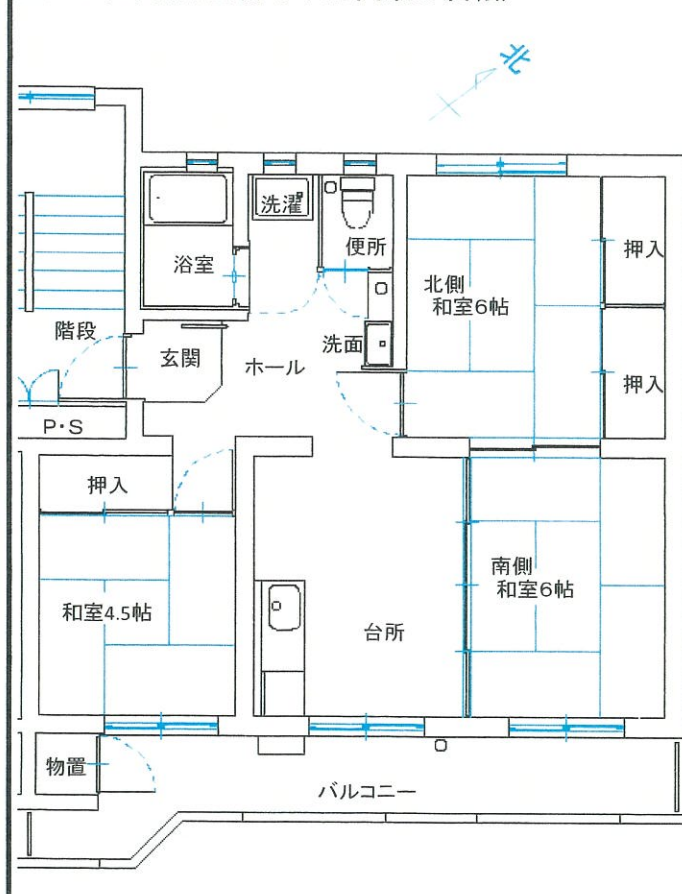 北
洗濯
便所
浴室
北側
和室6帖
押入
階段
玄関
洗面
ホール
押入
P・S
押入
南側
和室6帖
和室4.5帖
台所
物置
バルコニー